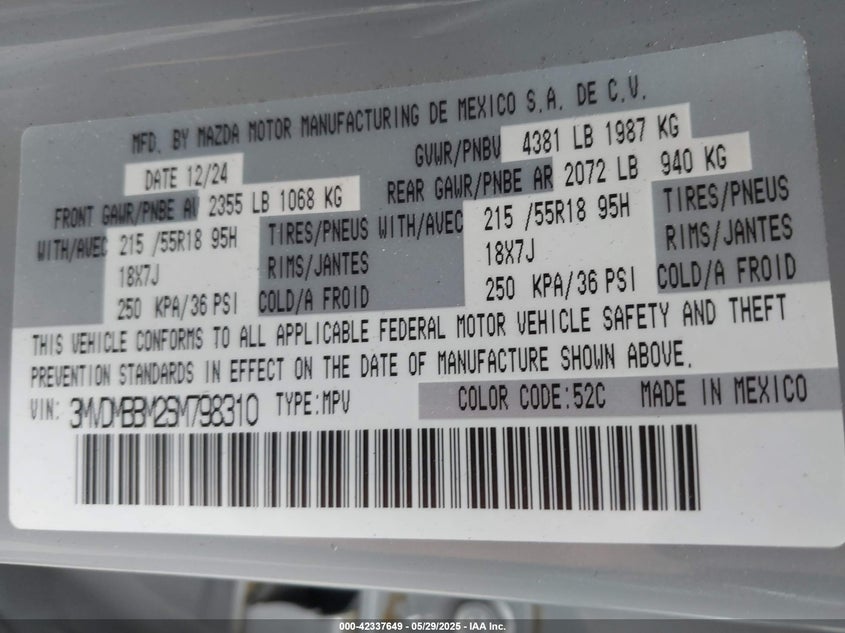 MFD. BY MAZDA MOTOR MANUFACTURING DE MEXICO S.A. DE C.V.
DATE 12/24 GVWR/PNBV 4381 LB 1987 KG
FRONT GAWR/PNBE AV 2355 LB 1068 KG REAR GAWR/PNBE AR 2072 LB 940 KG
WITH/AVEC 215 /55R18 95H TIRES/PNEUS WITH/AVEC 215 /55R18 95H TIRES/PNEUS
18X7J RIMS/JANTES 18X7J RIMS/JANTES
250 KPA/36 PSI COLD/A FROID 250 KPA/36 PSI COLD/A FROID
THIS VEHICLE CONFORMS TO ALL APPLICABLE FEDERAL MOTOR VEHICLE SAFETY AND THEFT
PREVENTION STANDARDS IN EFFECT ON THE DATE OF MANUFACTURE SHOWN ABOVE.
VIN: 3MVDMBBM2SM798310 TYPE:MPV COLOR CODE:52C MADE IN MEXICO
000-42337649 - 05/29/2025 - IAA Inc.